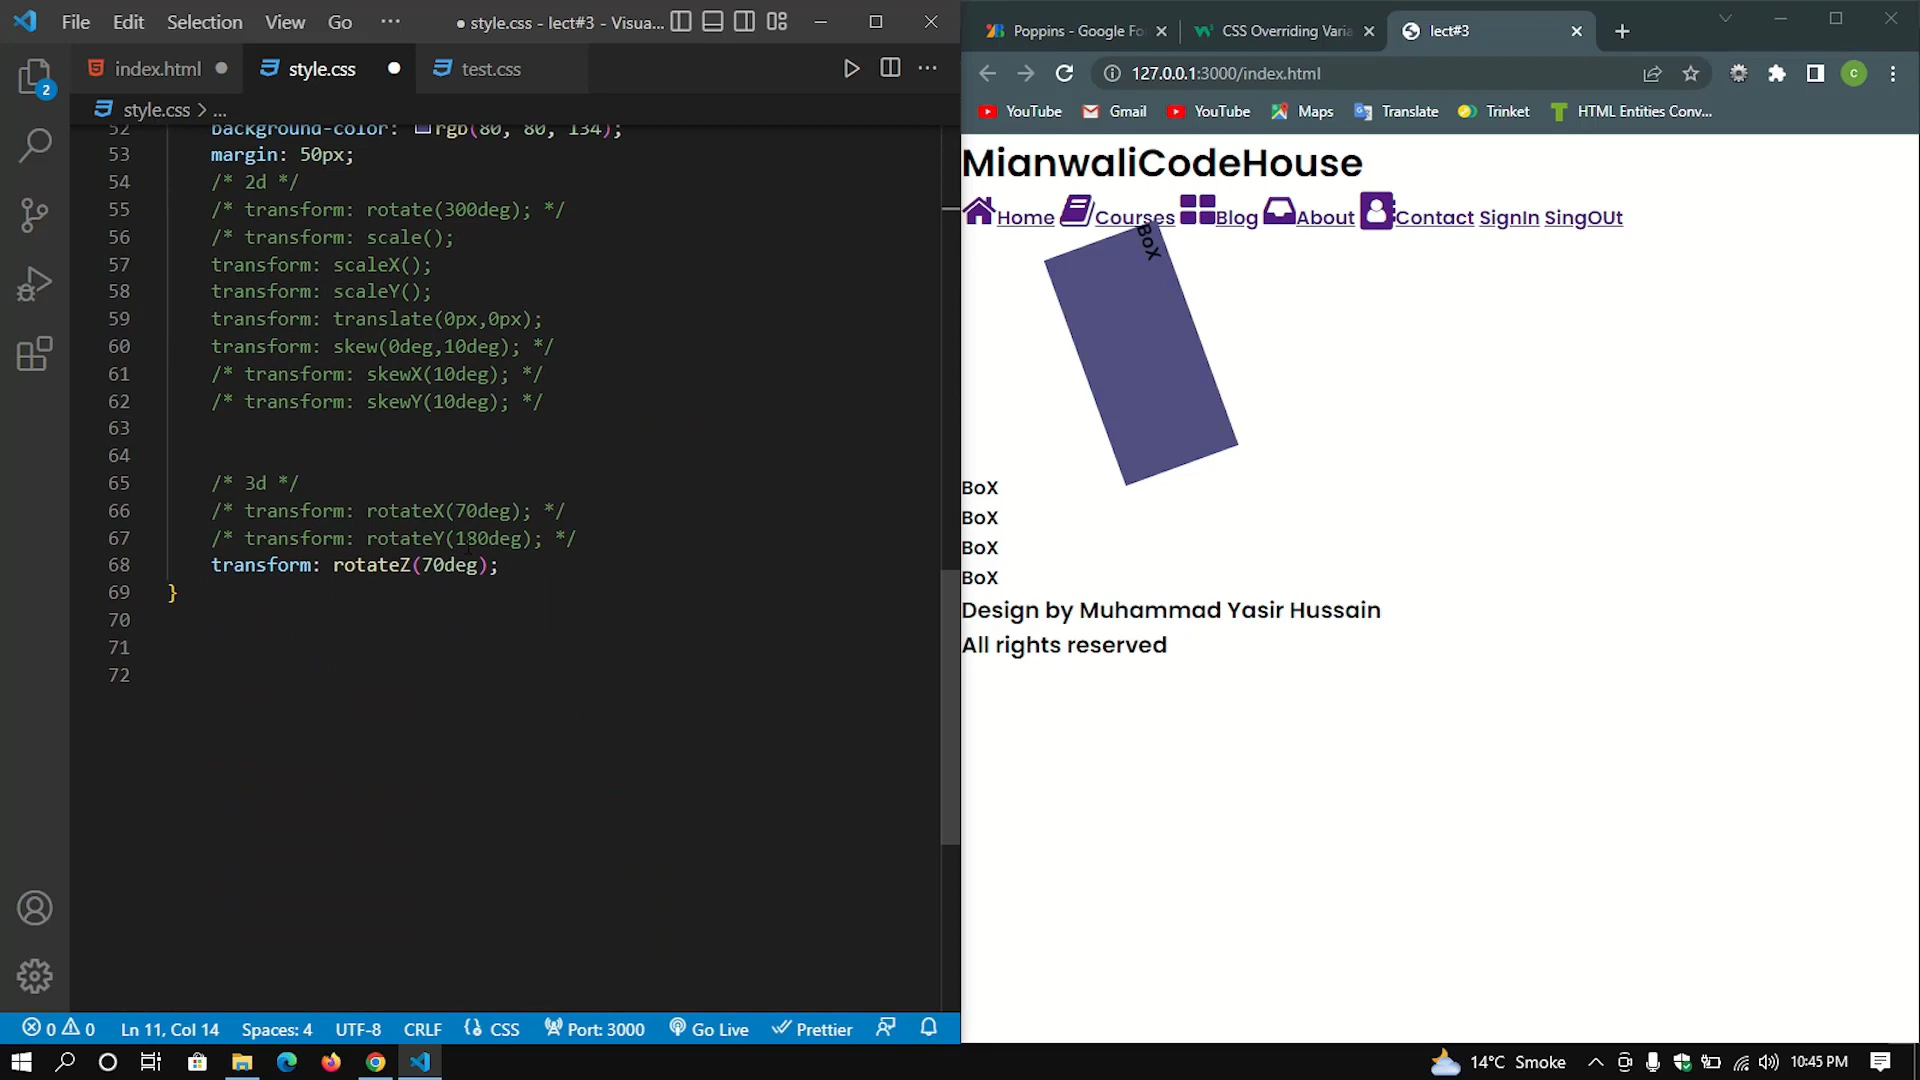 File Edit Selection View Go ··· ● style.css - lect#3 - Visua...
index.html ● style.css ● test.css
style.css > ...
2
52 background-color: rgb(80, 80, 134);
53 margin: 50px;
54 /* 2d */
55 /* transform: rotate(300deg); */
56 /* transform: scale();
57 transform: scaleX();
58 transform: scaleY();
59 transform: translate(0px,0px);
60 transform: skew(0deg,10deg); */
61 /* transform: skewX(10deg); */
62 /* transform: skewY(10deg); */
63
64
65 /* 3d */
66 /* transform: rotateX(70deg); */
67 /* transform: rotateY(180deg); */
68 transform: rotateZ(70deg);
69 }
70
71
72
0 0 Ln 11, Col 14 Spaces: 4 UTF-8 CRLF CSS Port: 3000 Go Live Prettier
Poppins - Google Fo CSS Overriding Varia lect#3
127.0.0.1:3000/index.html C
YouTube Gmail YouTube Maps Translate Trinket HTML Entities Conv...
MianwaliCodeHouse
Home Courses Blog About Contact SignIn SingOUt
BoX
BoX
BoX
BoX
BoX
Design by Muhammad Yasir Hussain
All rights reserved
14°C Smoke 10:45 PM